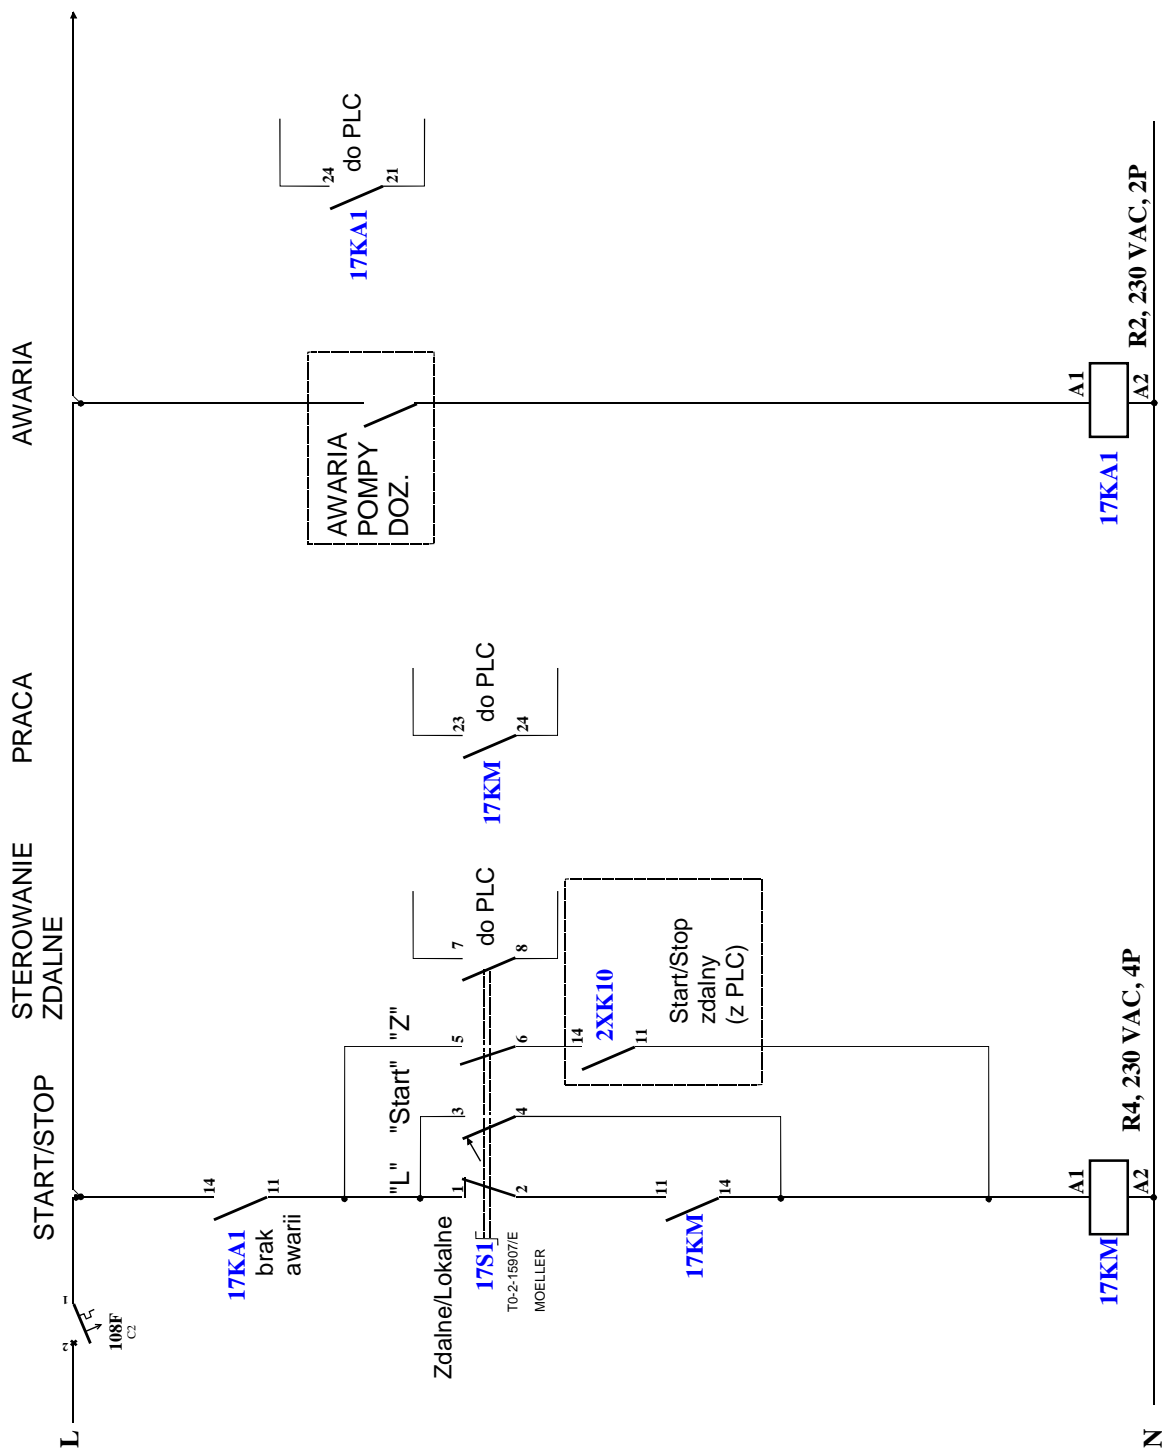 L
2
1
108F
C2
START/STOP
STEROWANIE
ZDALNE
PRACA
AWARIA
14
11
17KA1
brak
awarii
Zdalne/Lokalne
17S1
T0-2-15907/E
MOELLER
"L"
"Start"
"Z"
1
2
3
4
5
6
7
8
do PLC
11
14
17KM
14
11
2XK10
Start/Stop
zdalny
(z PLC)
A1
A2
17KM
R4, 230 VAC, 4P
23
24
17KM
do PLC
AWARIA
POMPY
DOZ.
24
21
17KA1
do PLC
A1
A2
17KA1
R2, 230 VAC, 2P
N